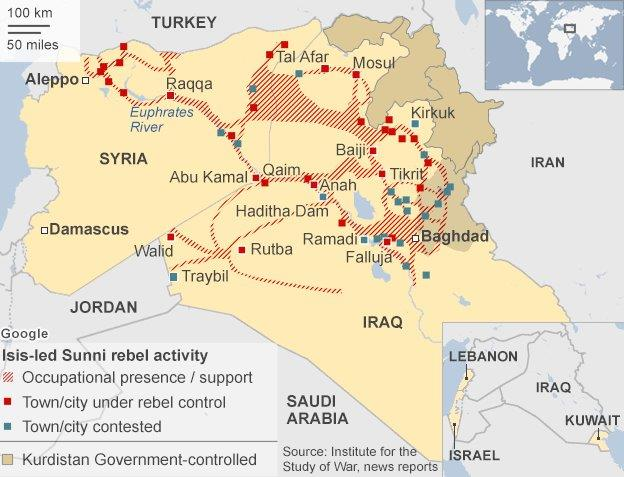 100 km
50 miles
TURKEY
Aleppo
Raqqa
Tal Afar
Mosul
Euphrates
River
Kirkuk
SYRIA
Baiji
IRAN
Abu Kamal
Qaim
Anah
Tikrit
Haditha Dam
Damascus
Ramadi
Baghdad
Walid
Rutba
Falluja
Traybil
JORDAN
IRAQ
Google
Isis-led Sunni rebel activity
Occupational presence / support
Town/city under rebel control
Town/city contested
Kurdistan Government-controlled
SAUDI
ARABIA
Source: Institute for the
Study of War, news reports
LEBANON
IRAQ
KUWAIT
ISRAEL